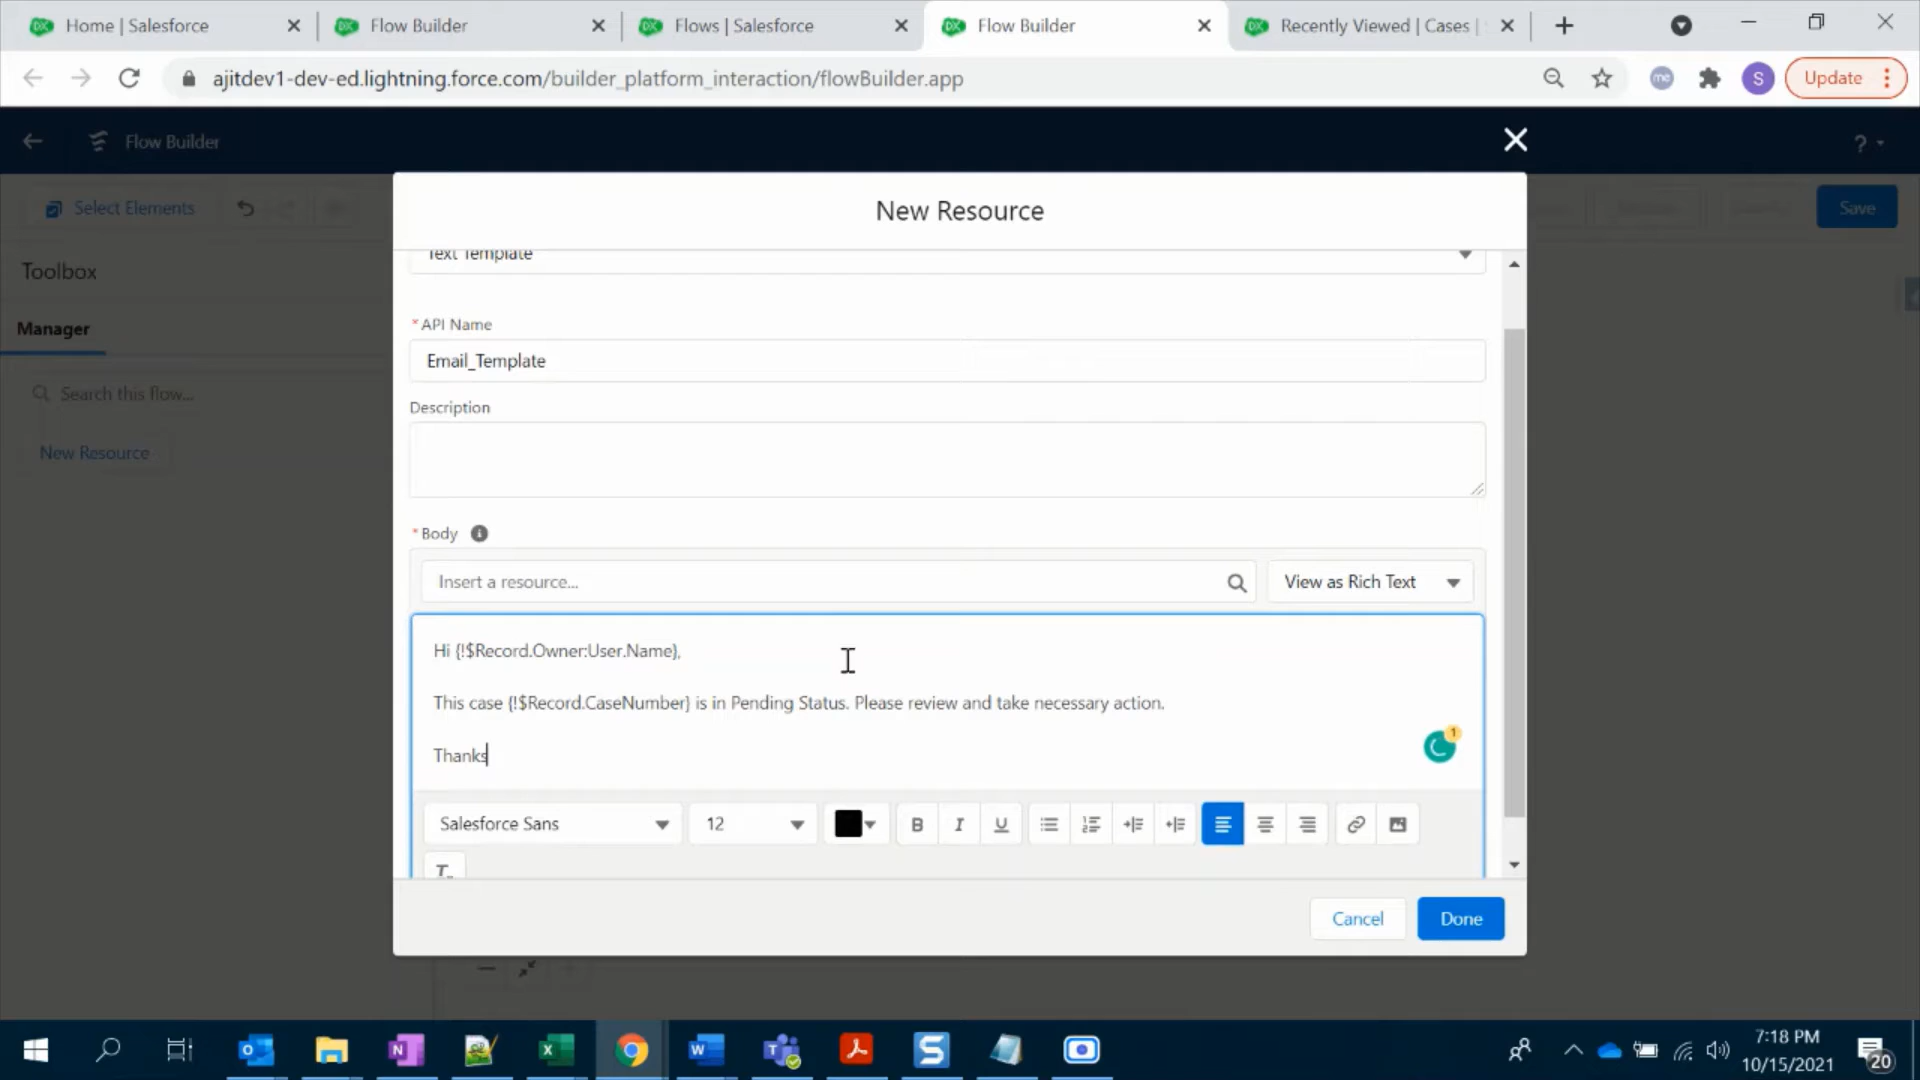 Home | Salesforce
Flow Builder
Flows | Salesforce
Flow Builder
Recently Viewed | Cases |
ajitdev1-dev-ed.lightning.force.com/builder_platform_interaction/flowBuilder.app
me
S
Update
Flow Builder
?
Select Elements
Save
Toolbox
Manager
Search this flow...
New Resource
New Resource
Text Template
* API Name
Email_Template
Description
* Body
Insert a resource...
View as Rich Text
Hi {!$Record.Owner:User.Name},
This case {!$Record.CaseNumber} is in Pending Status. Please review and take necessary action.
Thanks
1
Salesforce Sans
12
B I U
Cancel
Done
7:18 PM
10/15/2021
20